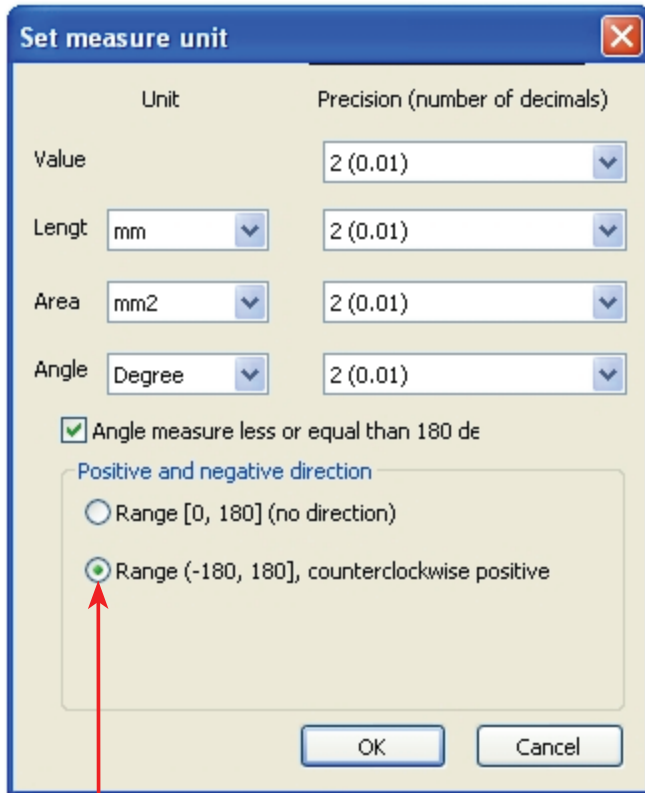 Set measure unit
Unit Precision (number of decimals)
Value 2 (0.01)
Lengt mm 2 (0.01)
Area mm2 2 (0.01)
Angle Degree 2 (0.01)
Angle measure less or equal than 180 de
Positive and negative direction
Range [0, 180] (no direction)
Range (-180, 180], counterclockwise positive
OK Cancel